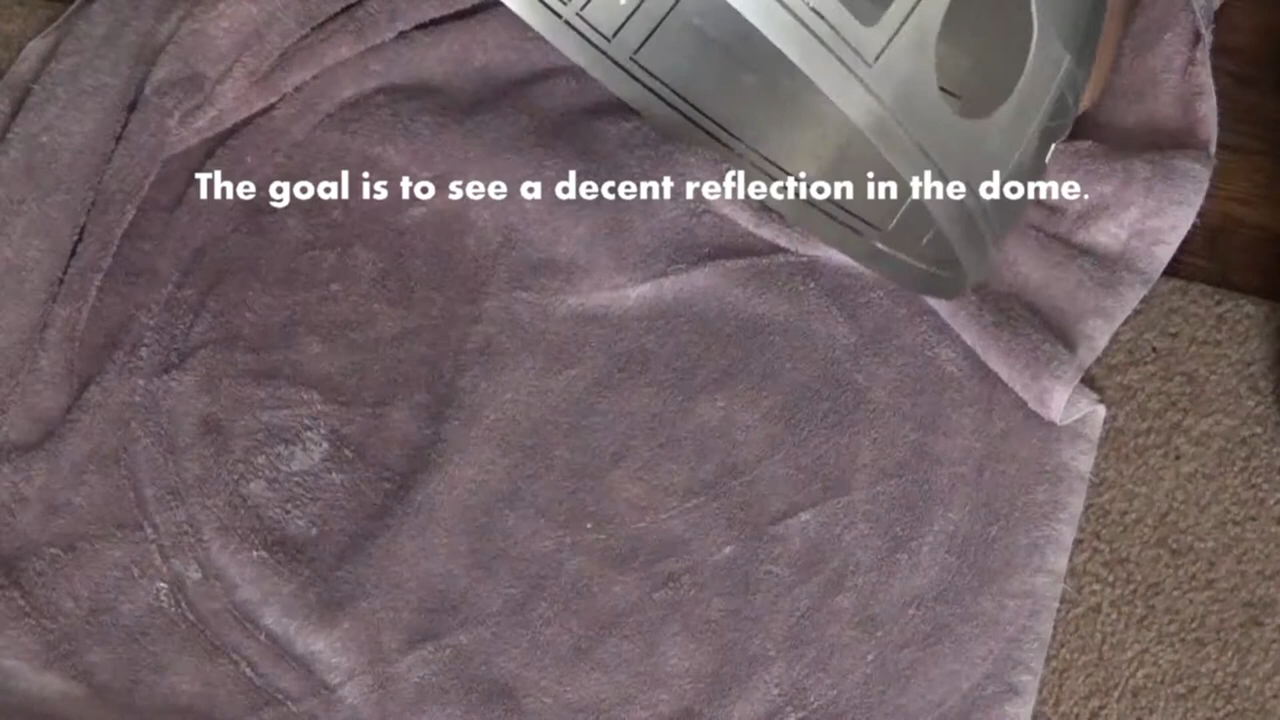 The goal is to see a decent reflection in the dome.